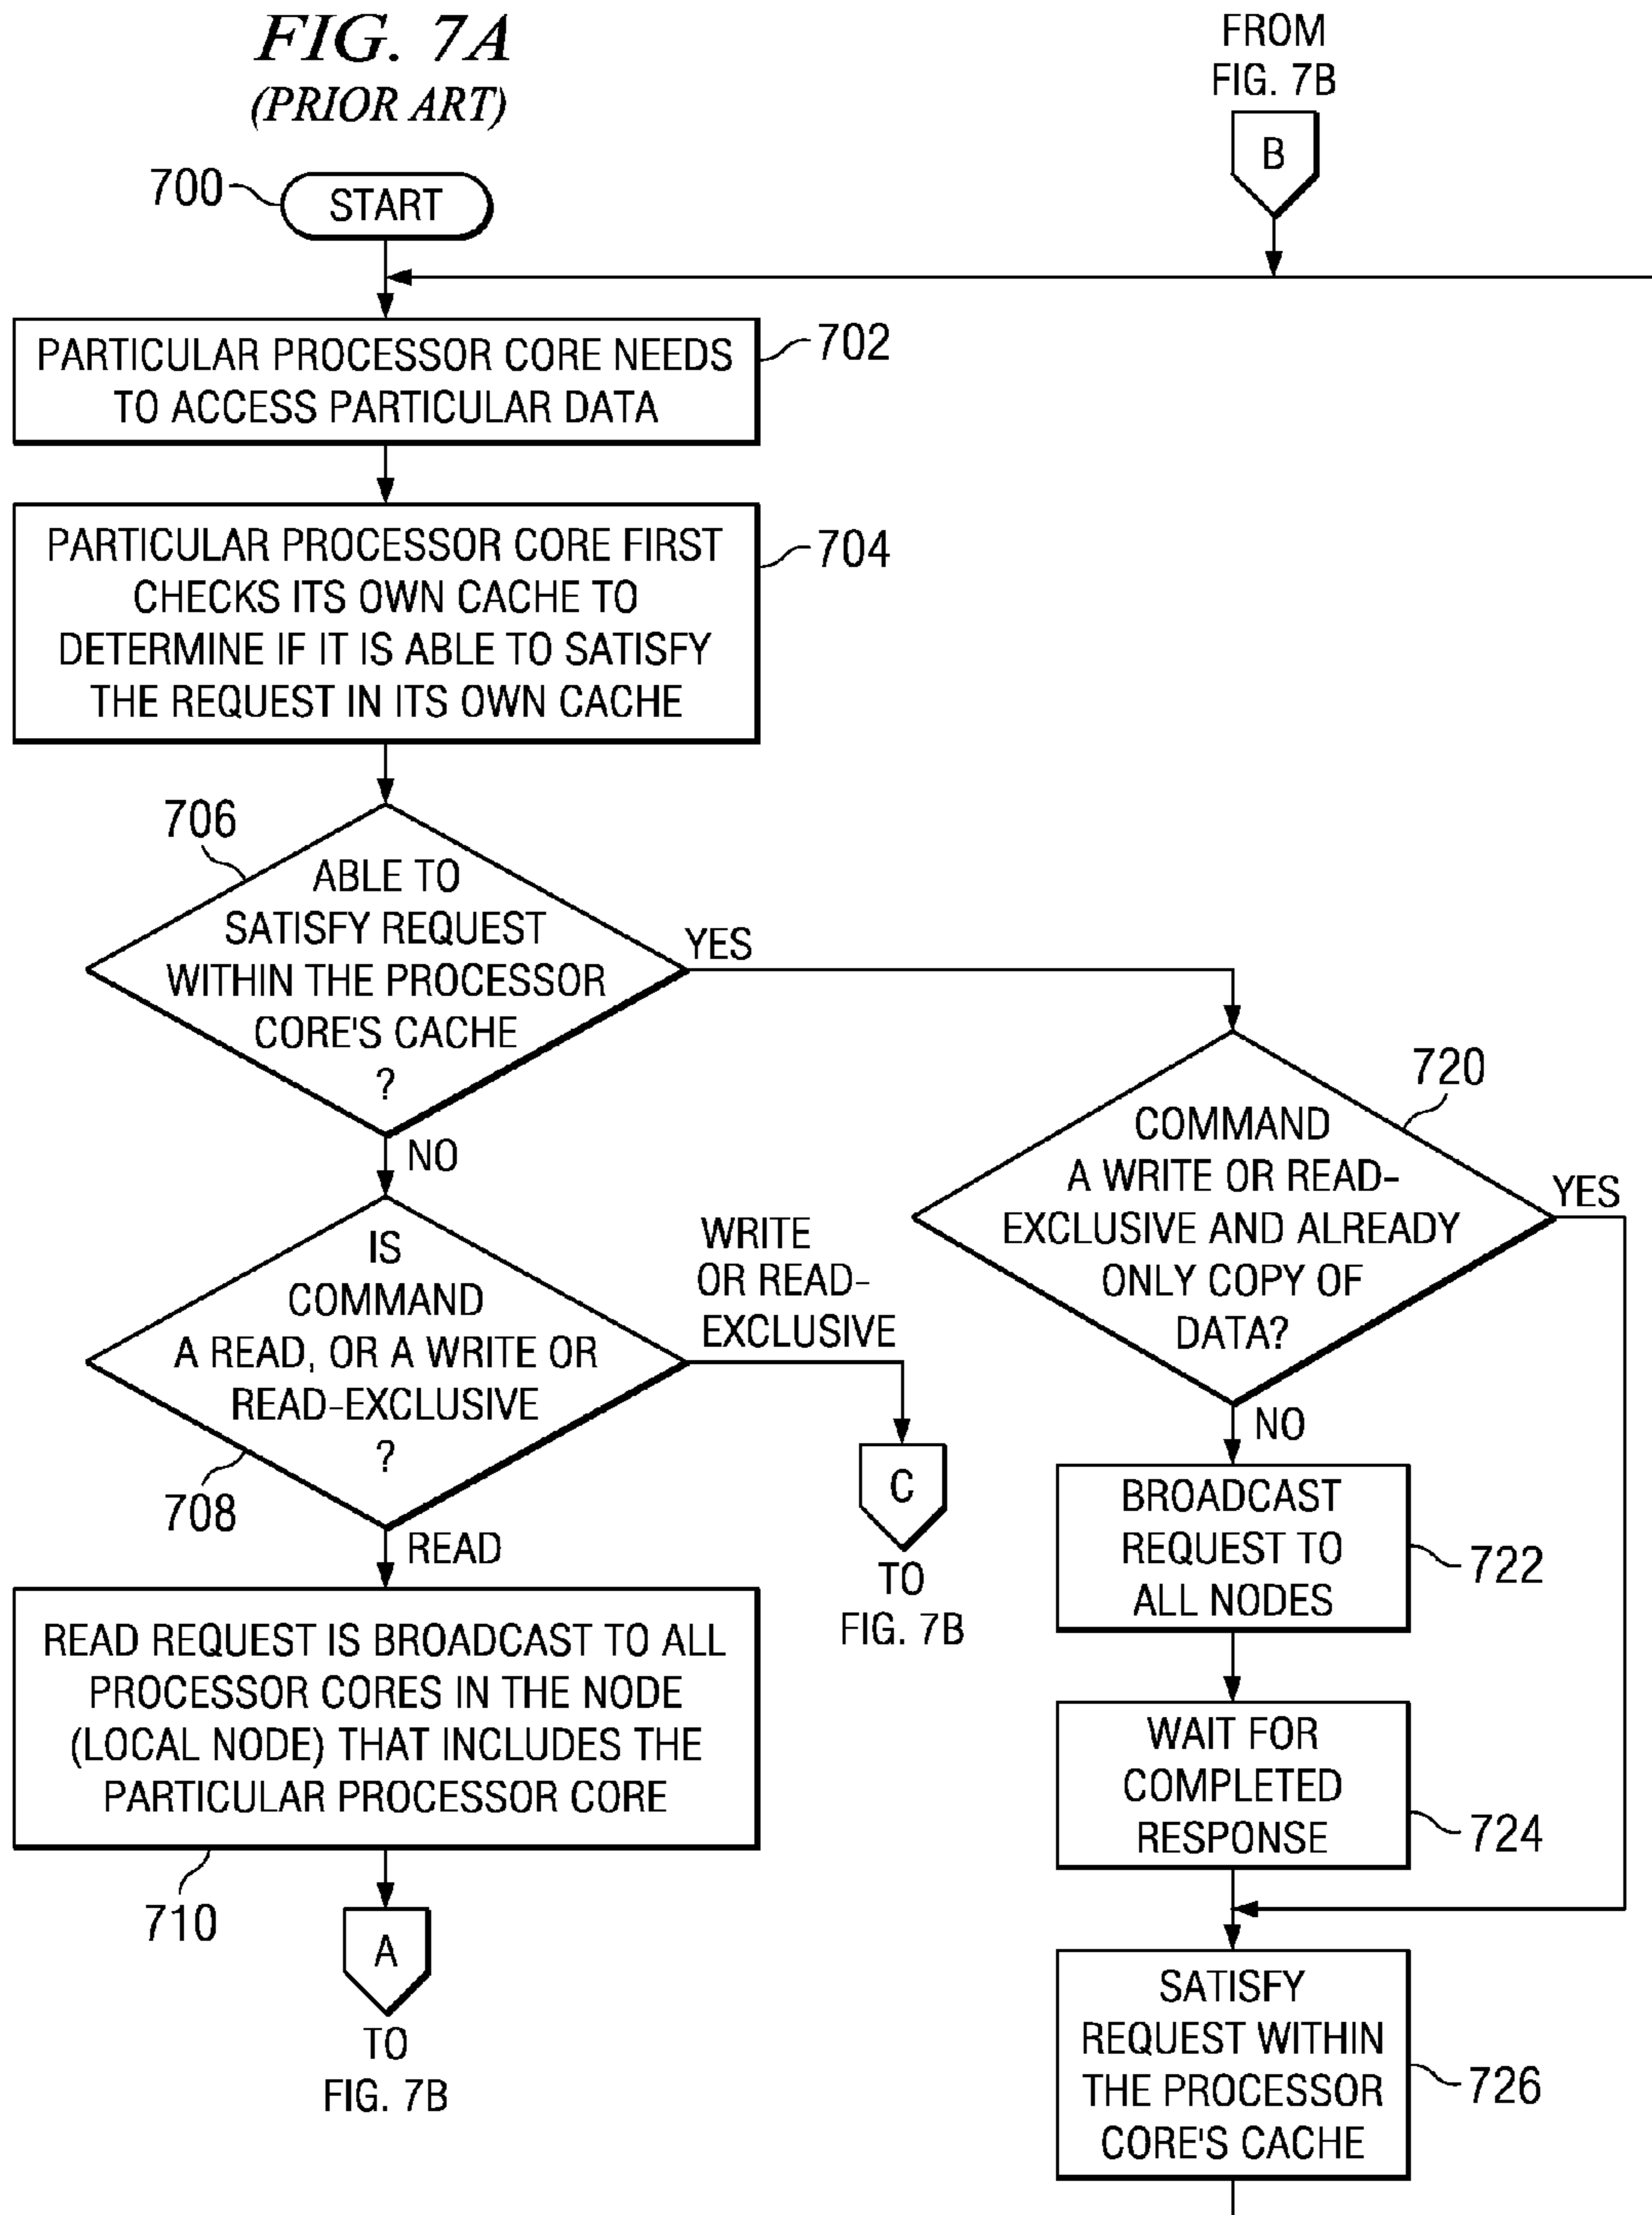 FIG. 7A
(PRIOR ART)
FROM
FIG. 7B
B
700
START
PARTICULAR PROCESSOR CORE NEEDS
TO ACCESS PARTICULAR DATA
702
PARTICULAR PROCESSOR CORE FIRST
CHECKS ITS OWN CACHE TO
DETERMINE IF IT IS ABLE TO SATISFY
THE REQUEST IN ITS OWN CACHE
704
706
ABLE TO
SATISFY REQUEST
WITHIN THE PROCESSOR
CORE'S CACHE
?
YES
NO
IS
COMMAND
A READ, OR A WRITE OR
READ-EXCLUSIVE
?
708
WRITE
OR READ-
EXCLUSIVE
C
TO
FIG. 7B
READ
READ REQUEST IS BROADCAST TO ALL
PROCESSOR CORES IN THE NODE
(LOCAL NODE) THAT INCLUDES THE
PARTICULAR PROCESSOR CORE
710
A
TO
FIG. 7B
720
COMMAND
A WRITE OR READ-
EXCLUSIVE AND ALREADY
ONLY COPY OF
DATA?
YES
NO
BROADCAST
REQUEST TO
ALL NODES
722
WAIT FOR
COMPLETED
RESPONSE
724
SATISFY
REQUEST WITHIN
THE PROCESSOR
CORE'S CACHE
726